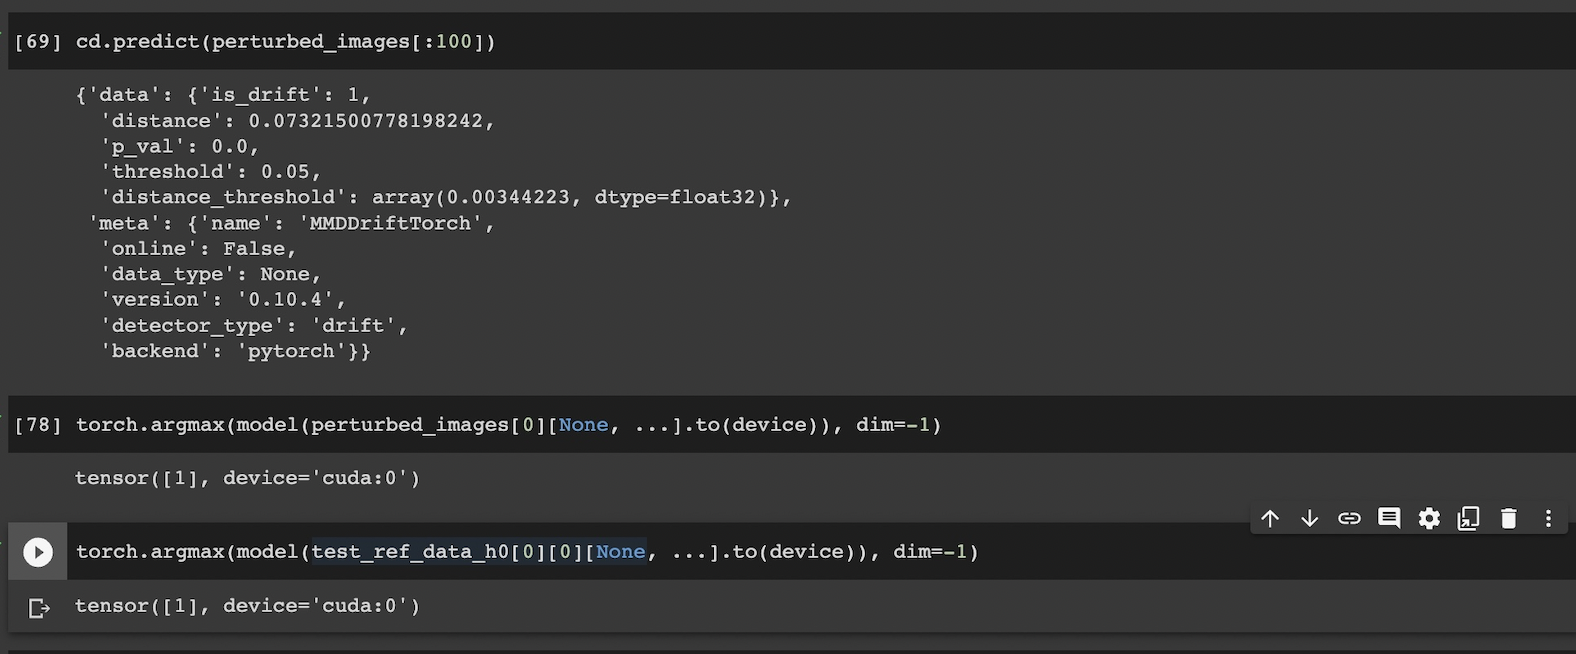 [69] cd.predict(perturbed_images[:100])
{'data': {'is_drift': 1,
'distance': 0.07321500778198242,
'p_val': 0.0,
'threshold': 0.05,
'distance_threshold': array(0.00344223, dtype=float32)},
'meta': {'name': 'MMDDriftTorch',
'online': False,
'data_type': None,
'version': '0.10.4',
'detector_type': 'drift',
'backend': 'pytorch'}}
[78] torch.argmax(model(perturbed_images[0][None, ...].to(device)), dim=-1)
tensor([1], device='cuda:0')
torch.argmax(model(test_ref_data_h0[0][0][None, ...].to(device)), dim=-1)
tensor([1], device='cuda:0')